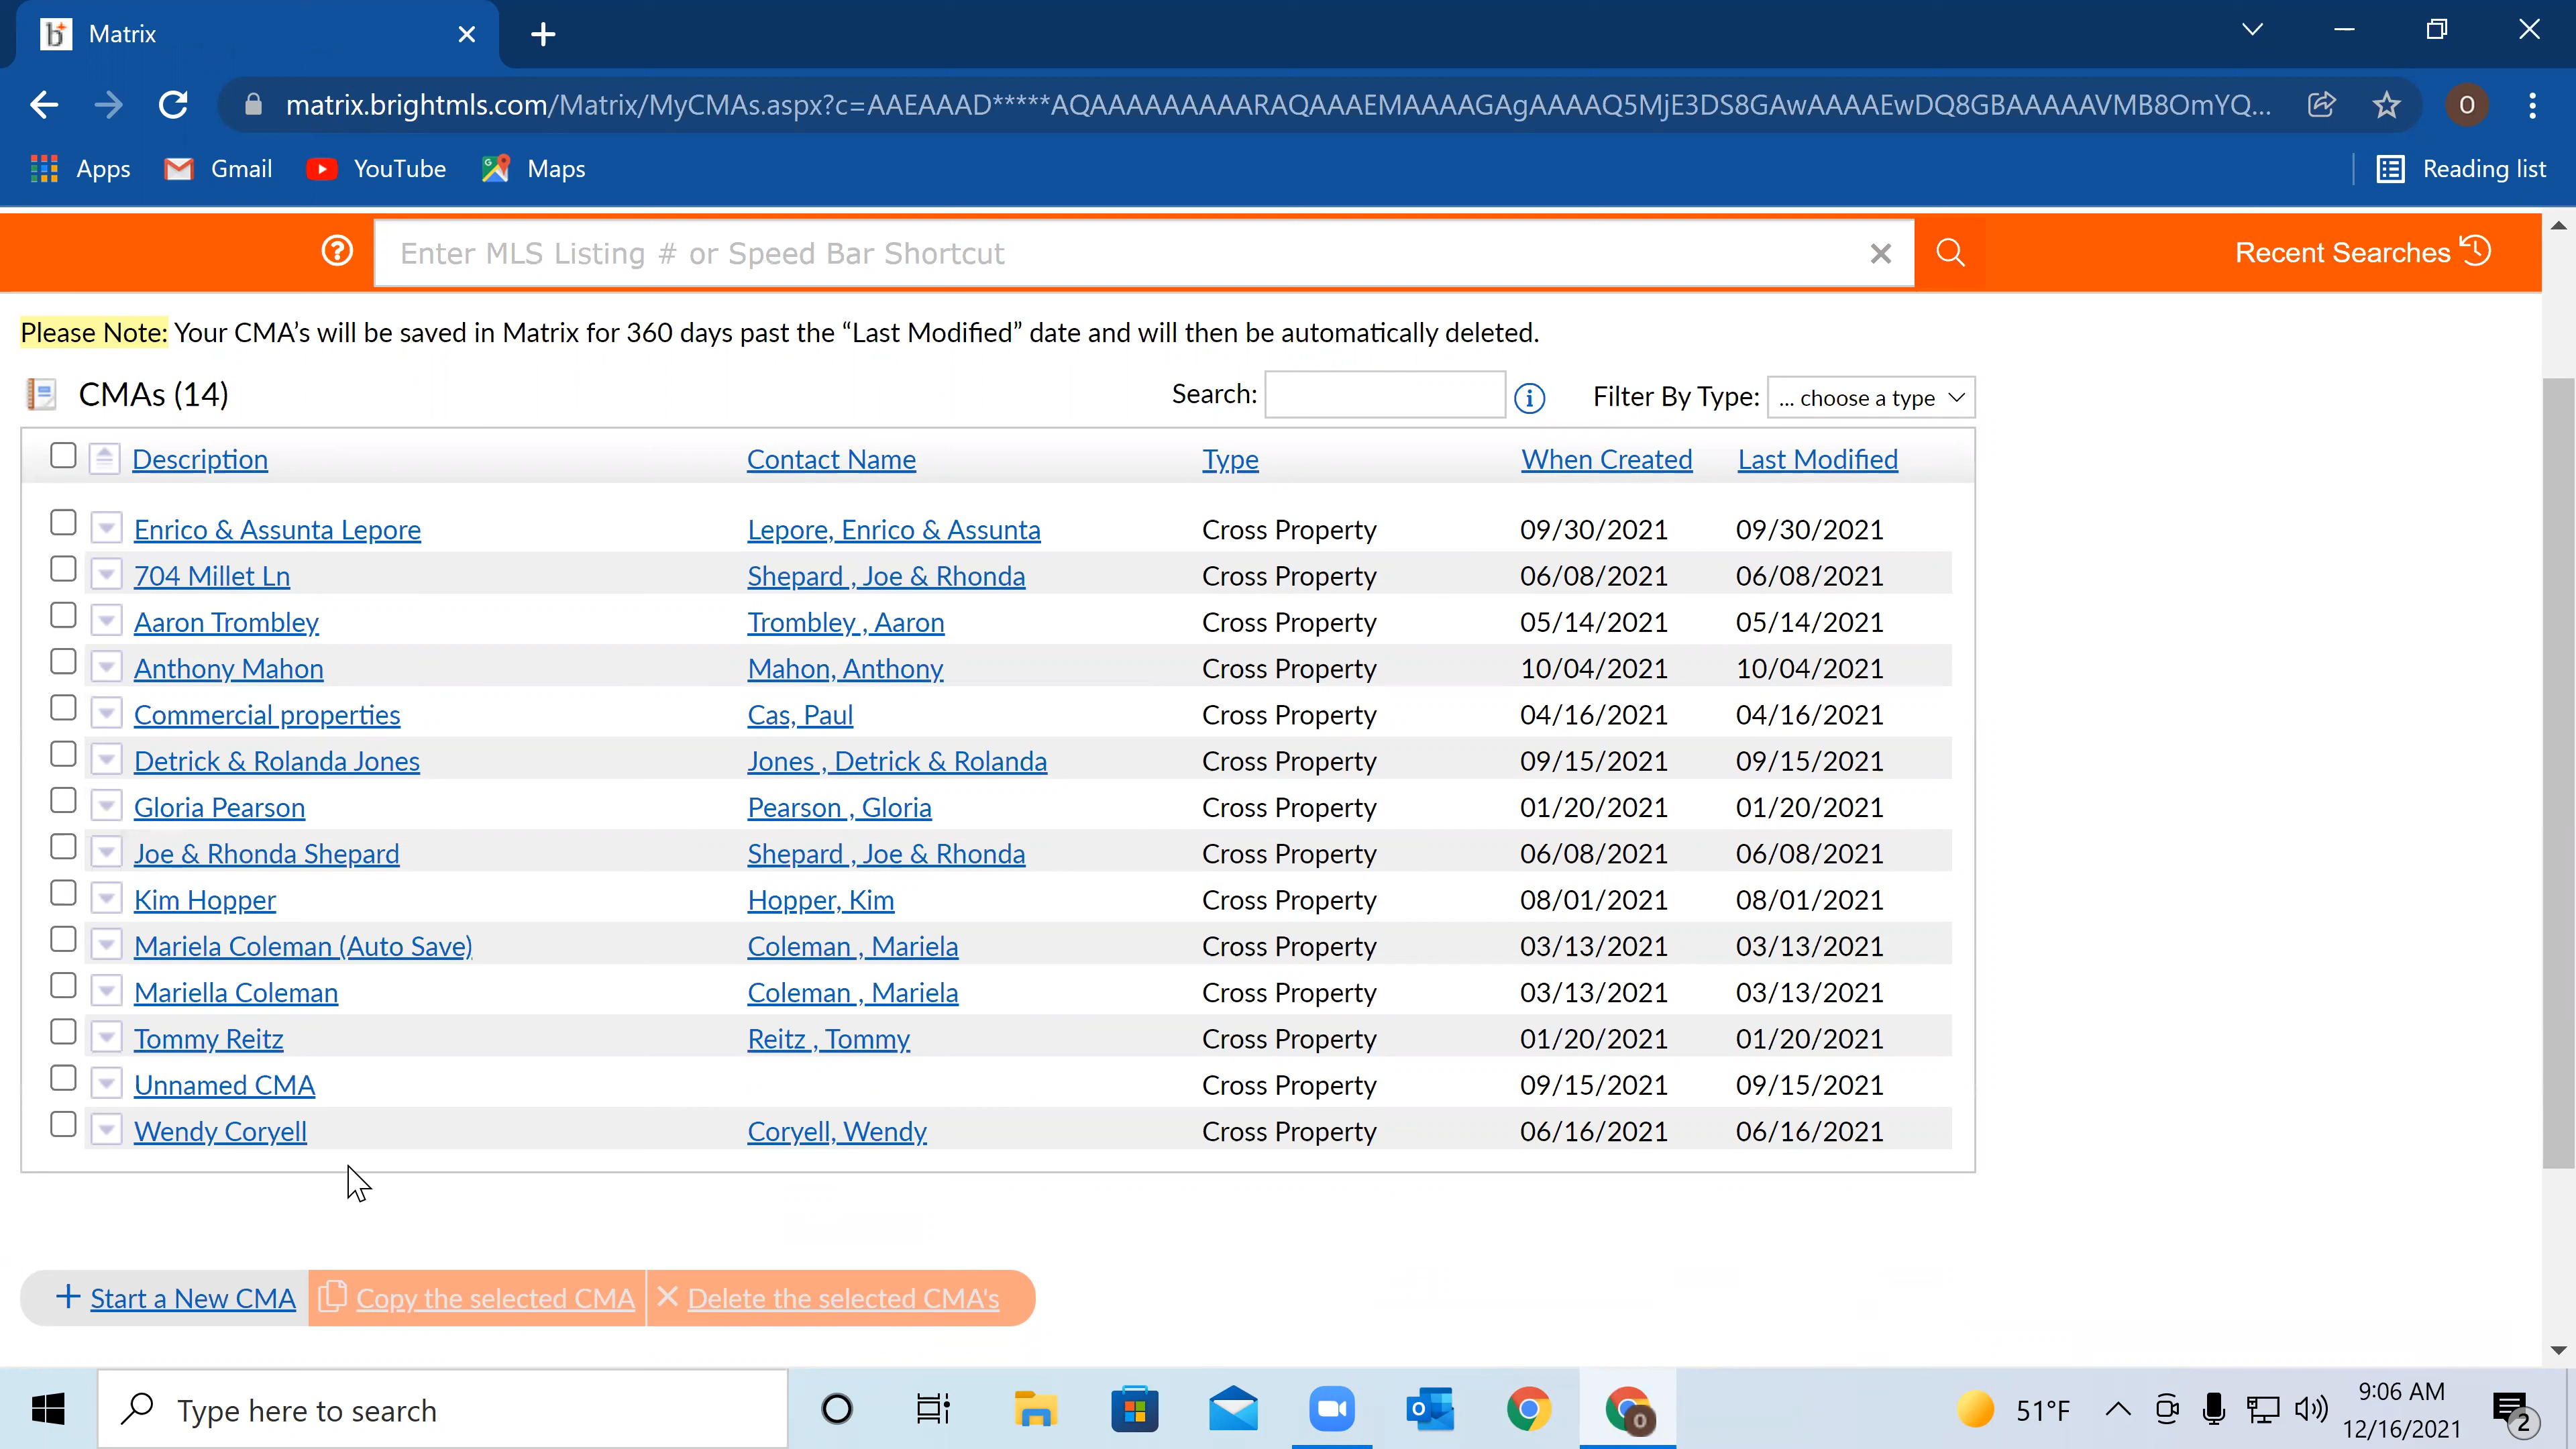 Matrix
matrix.brightmls.com/Matrix/MyCMAs.aspx?c=AAEAAAD*****AQAAAAAAAAARAQAAAEMAAAAGAgAAAAQ5MjE3DS8GAwAAAAEwDQ8GBAAAAAVMB8OmYQ...
O
Apps Gmail YouTube Maps Reading list
Enter MLS Listing # or Speed Bar Shortcut Recent Searches
Please Note: Your CMA’s will be saved in Matrix for 360 days past the “Last Modified” date and will then be automatically deleted.
CMAs (14) Search: Filter By Type: ... choose a type
Description Contact Name Type When Created Last Modified
Enrico & Assunta Lepore Lepore, Enrico & Assunta Cross Property 09/30/2021 09/30/2021
704 Millet Ln Shepard , Joe & Rhonda Cross Property 06/08/2021 06/08/2021
Aaron Trombley Trombley , Aaron Cross Property 05/14/2021 05/14/2021
Anthony Mahon Mahon, Anthony Cross Property 10/04/2021 10/04/2021
Commercial properties Cas, Paul Cross Property 04/16/2021 04/16/2021
Detrick & Rolanda Jones Jones , Detrick & Rolanda Cross Property 09/15/2021 09/15/2021
Gloria Pearson Pearson , Gloria Cross Property 01/20/2021 01/20/2021
Joe & Rhonda Shepard Shepard , Joe & Rhonda Cross Property 06/08/2021 06/08/2021
Kim Hopper Hopper, Kim Cross Property 08/01/2021 08/01/2021
Mariela Coleman (Auto Save) Coleman , Mariela Cross Property 03/13/2021 03/13/2021
Mariella Coleman Coleman , Mariela Cross Property 03/13/2021 03/13/2021
Tommy Reitz Reitz , Tommy Cross Property 01/20/2021 01/20/2021
Unnamed CMA Cross Property 09/15/2021 09/15/2021
Wendy Coryell Coryell, Wendy Cross Property 06/16/2021 06/16/2021
+ Start a New CMA Copy the selected CMA Delete the selected CMA's
Type here to search 51°F 9:06 AM
12/16/2021
2